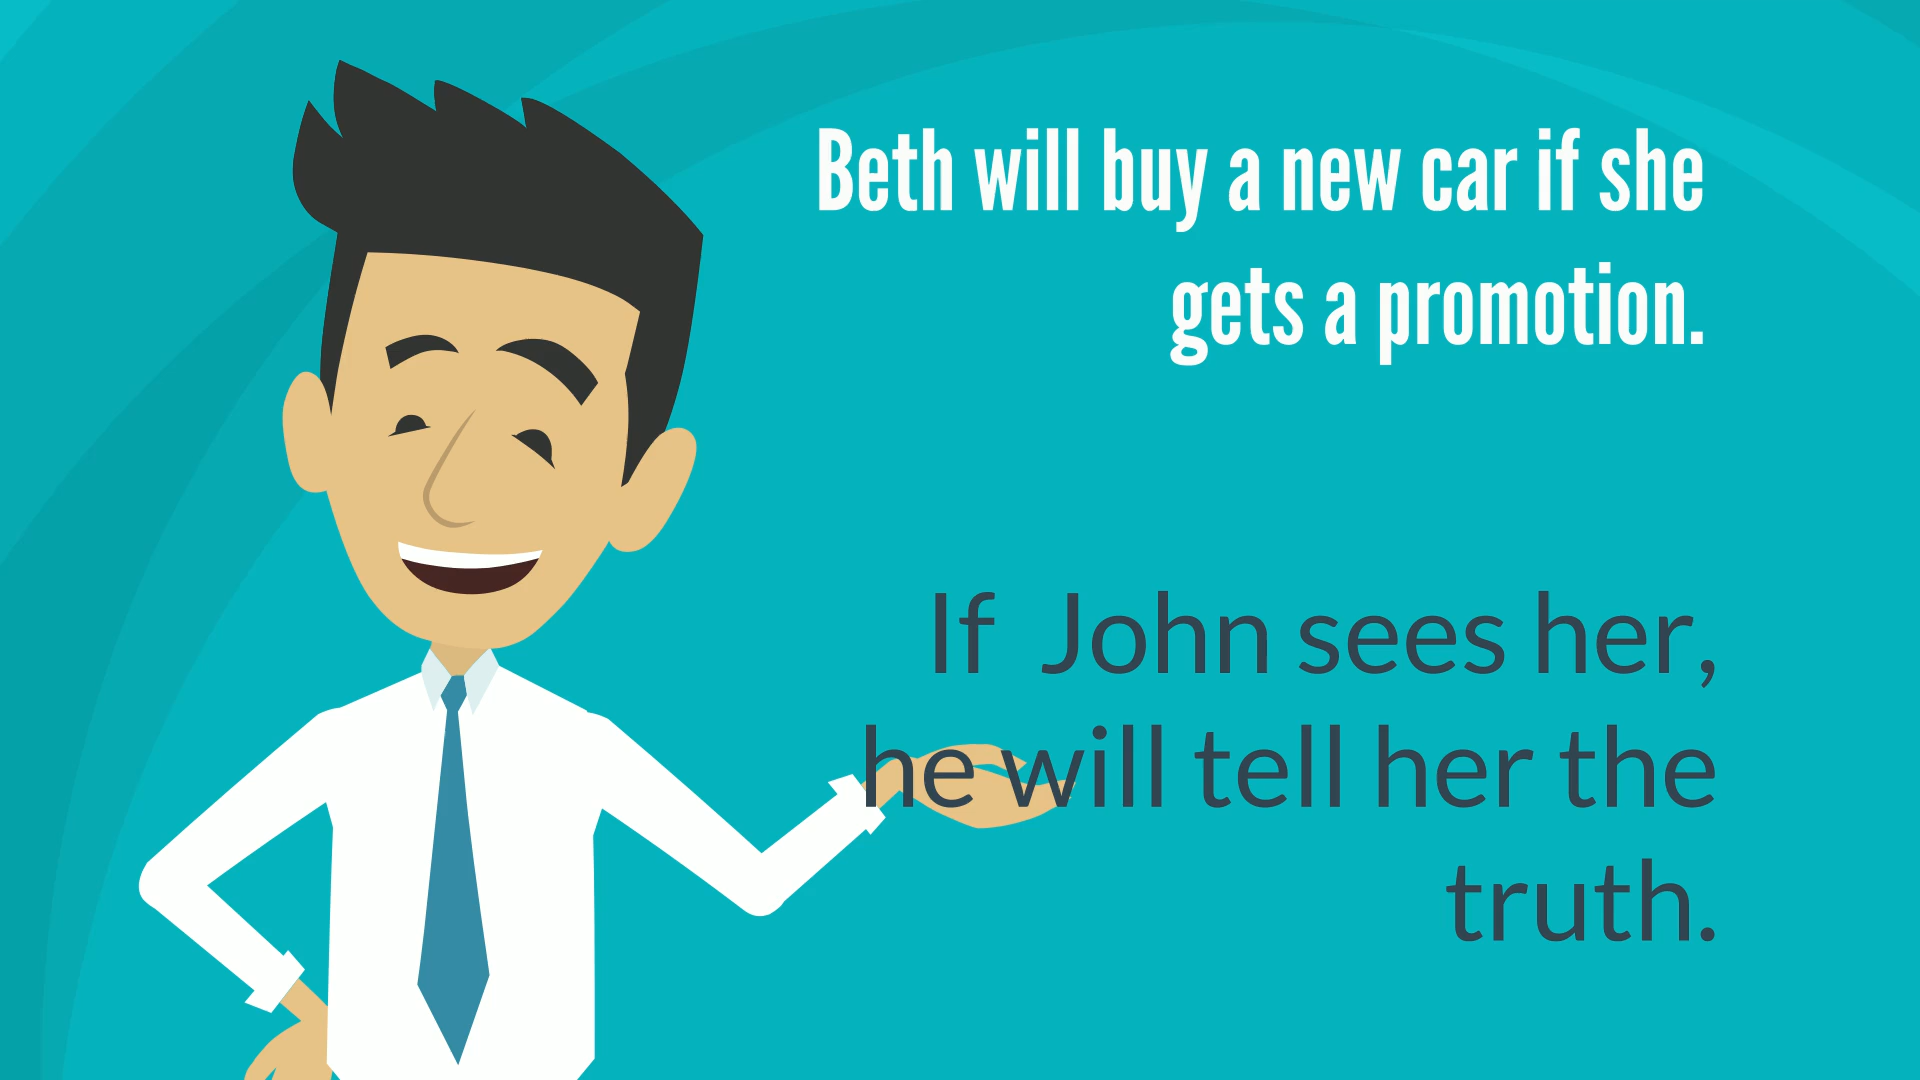 Beth will buy a new car if she
gets a promotion.
If  John sees her,
he will tell her the
truth.